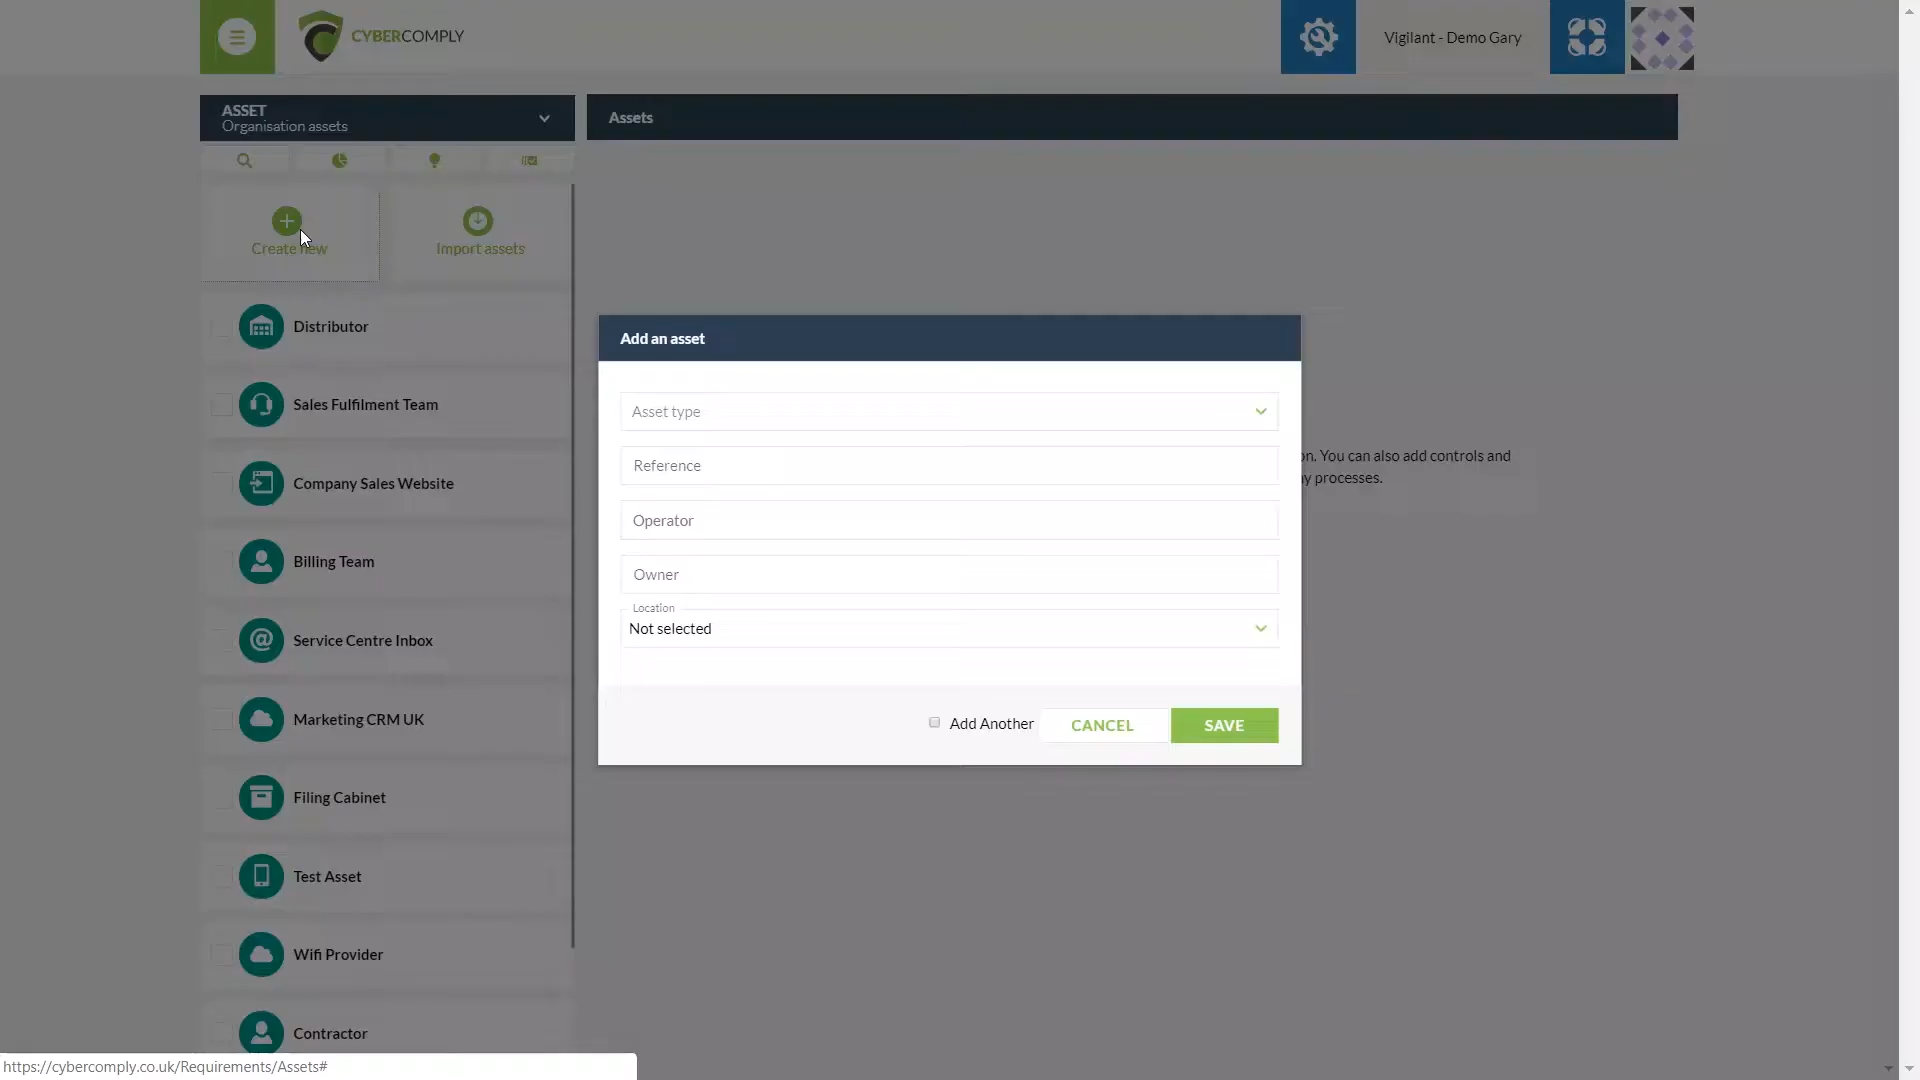 CYBERCOMPLY
Vigilant - Demo Gary
ASSET
Organisation assets
Assets
Create new
Import assets
Distributor
Sales Fulfilment Team
Company Sales Website
Billing Team
Service Centre Inbox
Marketing CRM UK
Filing Cabinet
Test Asset
Wifi Provider
Contractor
Add an asset
Asset type
Reference
Operator
Owner
Location
Not selected
Add Another
CANCEL
SAVE
on. You can also add controls and
y processes.
https://cybercomply.co.uk/Requirements/Assets#